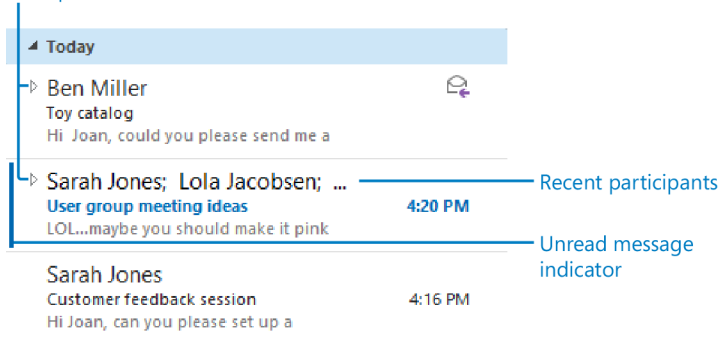 Today
Ben Miller
Toy catalog
Hi Joan, could you please send me a
Sarah Jones; Lola Jacobsen; ...
Recent participants
User group meeting ideas 4:20 PM
LOL...maybe you should make it pink
Unread message
indicator
Sarah Jones
Customer feedback session 4:16 PM
Hi Joan, can you please set up a